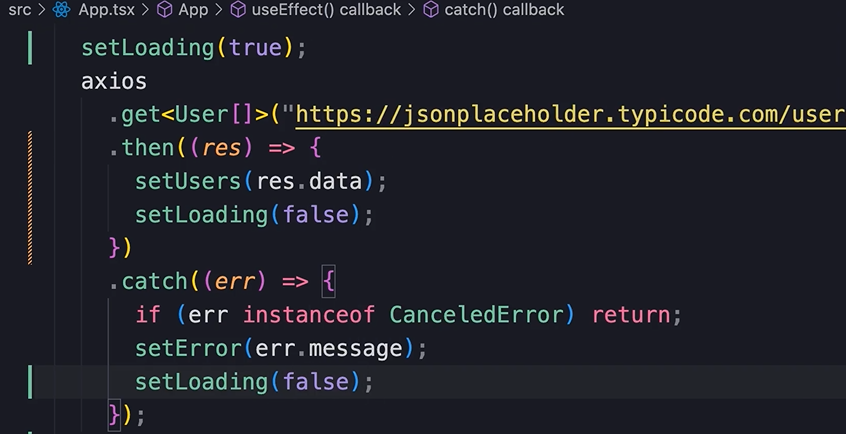 src > App.tsx > App > useEffect() callback > catch() callback
setLoading(true);
axios
.get<User[]>("https://jsonplaceholder.typicode.com/user
.then((res) => {
setUsers(res.data);
setLoading(false);
})
.catch((err) => {
if (err instanceof CanceledError) return;
setError(err.message);
setLoading(false);
});